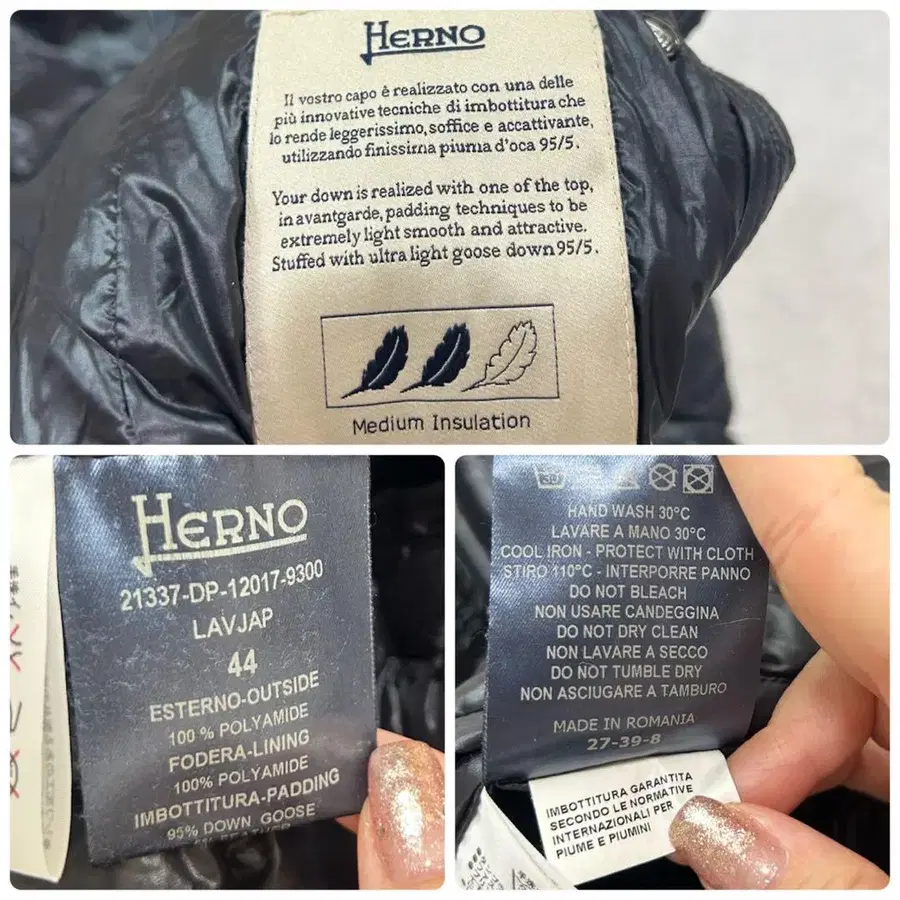 HERNO
Il vostro capo è realizzato con una delle
più innovative tecniche di imbottitura che
lo rende leggerissimo, soffice e accattivante,
utilizzando finissima piuma d'oca 95/5.
Your down is realized with one of the top,
in avantgarde, padding techniques to be
extremely light smooth and attractive.
Stuffed with ultra light goose down 95/5.
Medium Insulation
HERNO
21337-DP-12017-9300
LAVJAP
44
ESTERNO-OUTSIDE
100 % POLYAMIDE
FODERA-LINING
100% POLYAMIDE
IMBOTTITURA-PADDING
95% DOWN GOOSE
HAND WASH 30°C
LAVARE A MANO 30°C
COOL IRON - PROTECT WITH CLOTH
STIRO 110°C - INTERPORRE PANNO
DO NOT BLEACH
NON USARE CANDEGGINA
DO NOT DRY CLEAN
NON LAVARE A SECCO
DO NOT TUMBLE DRY
NON ASCIUGARE A TAMBURO
MADE IN ROMANIA
27-39-8
IMBOTTITURA GARANTITA
SECONDO LE NORMATIVE
INTERNAZIONALI PER
PIUME E PIUMINI